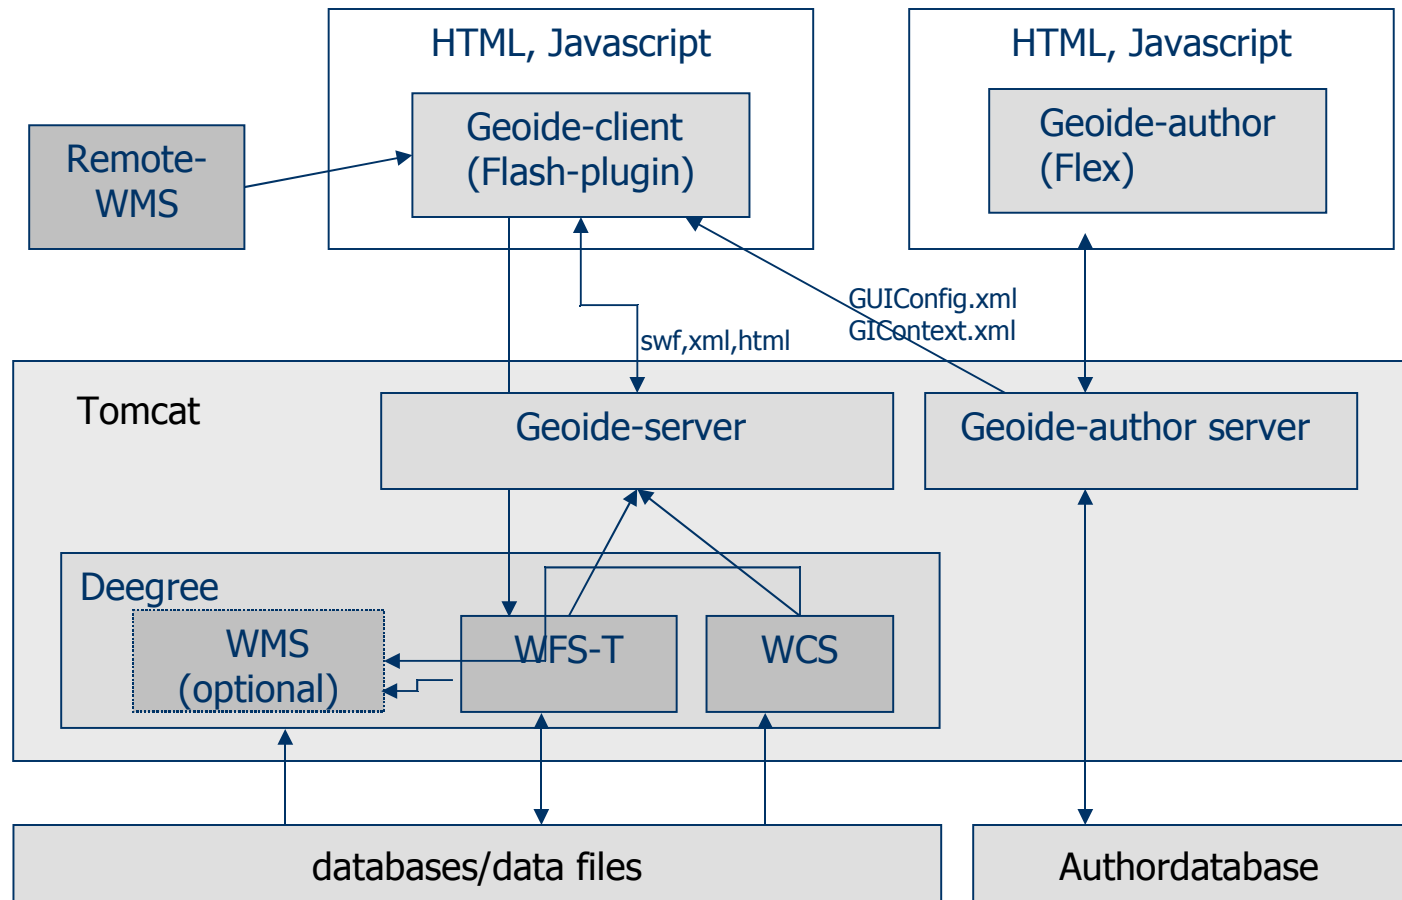 HTML, Javascript
HTML, Javascript
Geoide-client
(Flash-plugin)
Geoide-author
(Flex)
Remote-
WMS
GUIConfig.xml
GIContext.xml
swf,xml,html
Tomcat
Geoide-server
Geoide-author server
Deegree
WMS
(optional)
WFS-T
WCS
databases/data files
Authordatabase